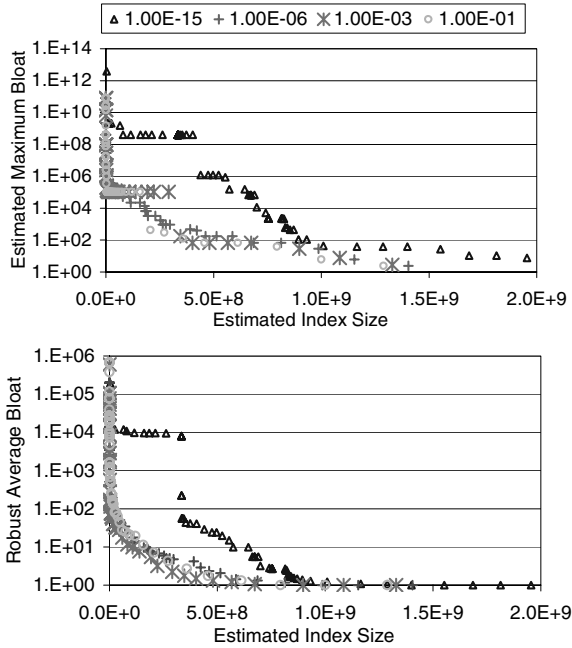 1.00E-15 1.00E-06 1.00E-03 1.00E-01
Estimated Maximum Bloat
1.E+14
1.E+12
1.E+10
1.E+08
1.E+06
1.E+04
1.E+02
1.E+00
0.0E+0 5.0E+8 1.0E+9 1.5E+9 2.0E+9
Estimated Index Size
Robust Average Bloat
1.E+06
1.E+05
1.E+04
1.E+03
1.E+02
1.E+01
1.E+00
0.0E+0 5.0E+8 1.0E+9 1.5E+9 2.0E+9
Estimated Index Size